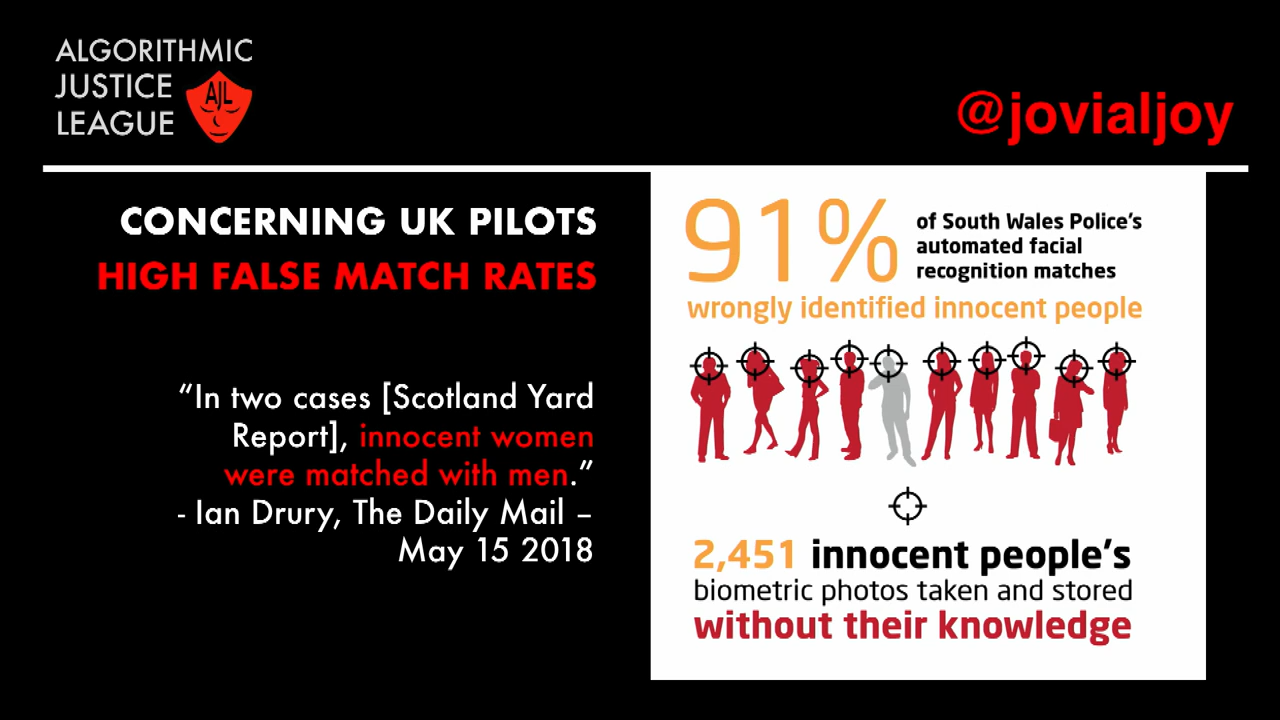 ALGORITHMIC
JUSTICE
LEAGUE
AJL
@jovialjoy
CONCERNING UK PILOTS
HIGH FALSE MATCH RATES
“In two cases [Scotland Yard
Report], innocent women
were matched with men.”
- Ian Drury, The Daily Mail –
May 15 2018
91%
of South Wales Police’s
automated facial
recognition matches
wrongly identified innocent people
2,451 innocent people’s
biometric photos taken and stored
without their knowledge